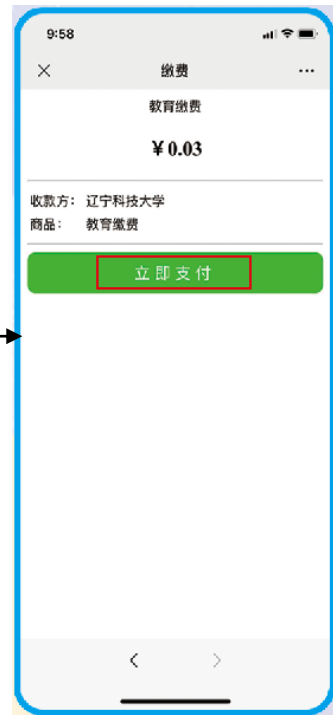 9:58
缴费
教育缴费
¥0.03
收款方: 辽宁科技大学
商品: 教育缴费
立即支付